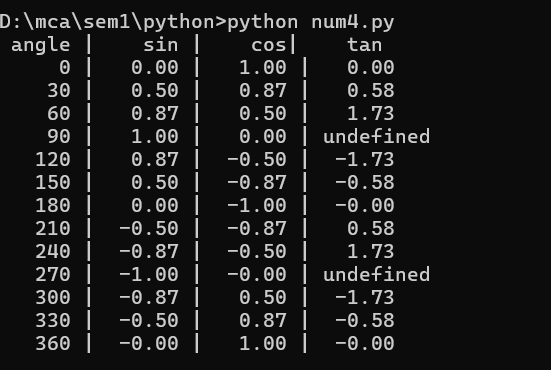 D:\mca\sem1\python>python num4.py
angle |    sin |    cos|    tan
    0 |   0.00 |   1.00 |   0.00
   30 |   0.50 |   0.87 |   0.58
   60 |   0.87 |   0.50 |   1.73
   90 |   1.00 |   0.00 | undefined
  120 |   0.87 |  -0.50 |  -1.73
  150 |   0.50 |  -0.87 |  -0.58
  180 |   0.00 |  -1.00 |  -0.00
  210 |  -0.50 |  -0.87 |   0.58
  240 |  -0.87 |  -0.50 |   1.73
  270 |  -1.00 |  -0.00 | undefined
  300 |  -0.87 |   0.50 |  -1.73
  330 |  -0.50 |   0.87 |  -0.58
  360 |  -0.00 |   1.00 |  -0.00